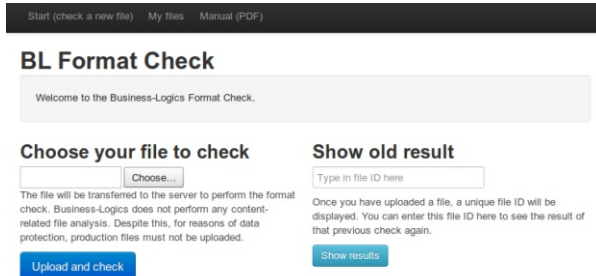 Start (check a new file) My files Manual (PDF)
BL Format Check
Welcome to the Business-Logics Format Check.
Choose your file to check
Choose...
The file will be transferred to the server to perform the format
check. Business-Logics does not perform any content-
related file analysis. Despite this, for reasons of data
protection, production files must not be uploaded.
Upload and check
Show old result
Type in file ID here
Once you have uploaded a file, a unique file ID will be
displayed. You can enter this file ID here to see the result of
that previous check again.
Show results